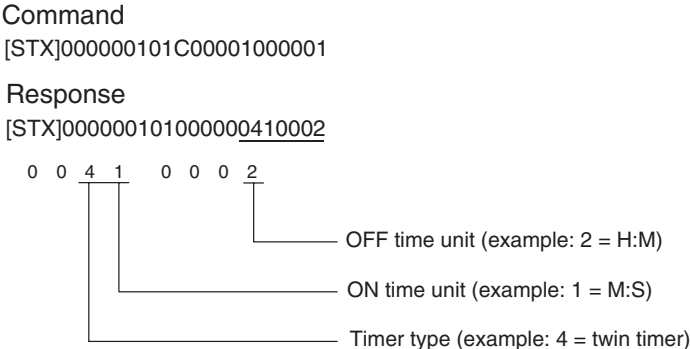 Command
[STX]000000101C00001000001
Response
[STX]0000001010000000410002
0 0 4 1 0 0 0 2
OFF time unit (example: 2 = H:M)
ON time unit (example: 1 = M:S)
Timer type (example: 4 = twin timer)